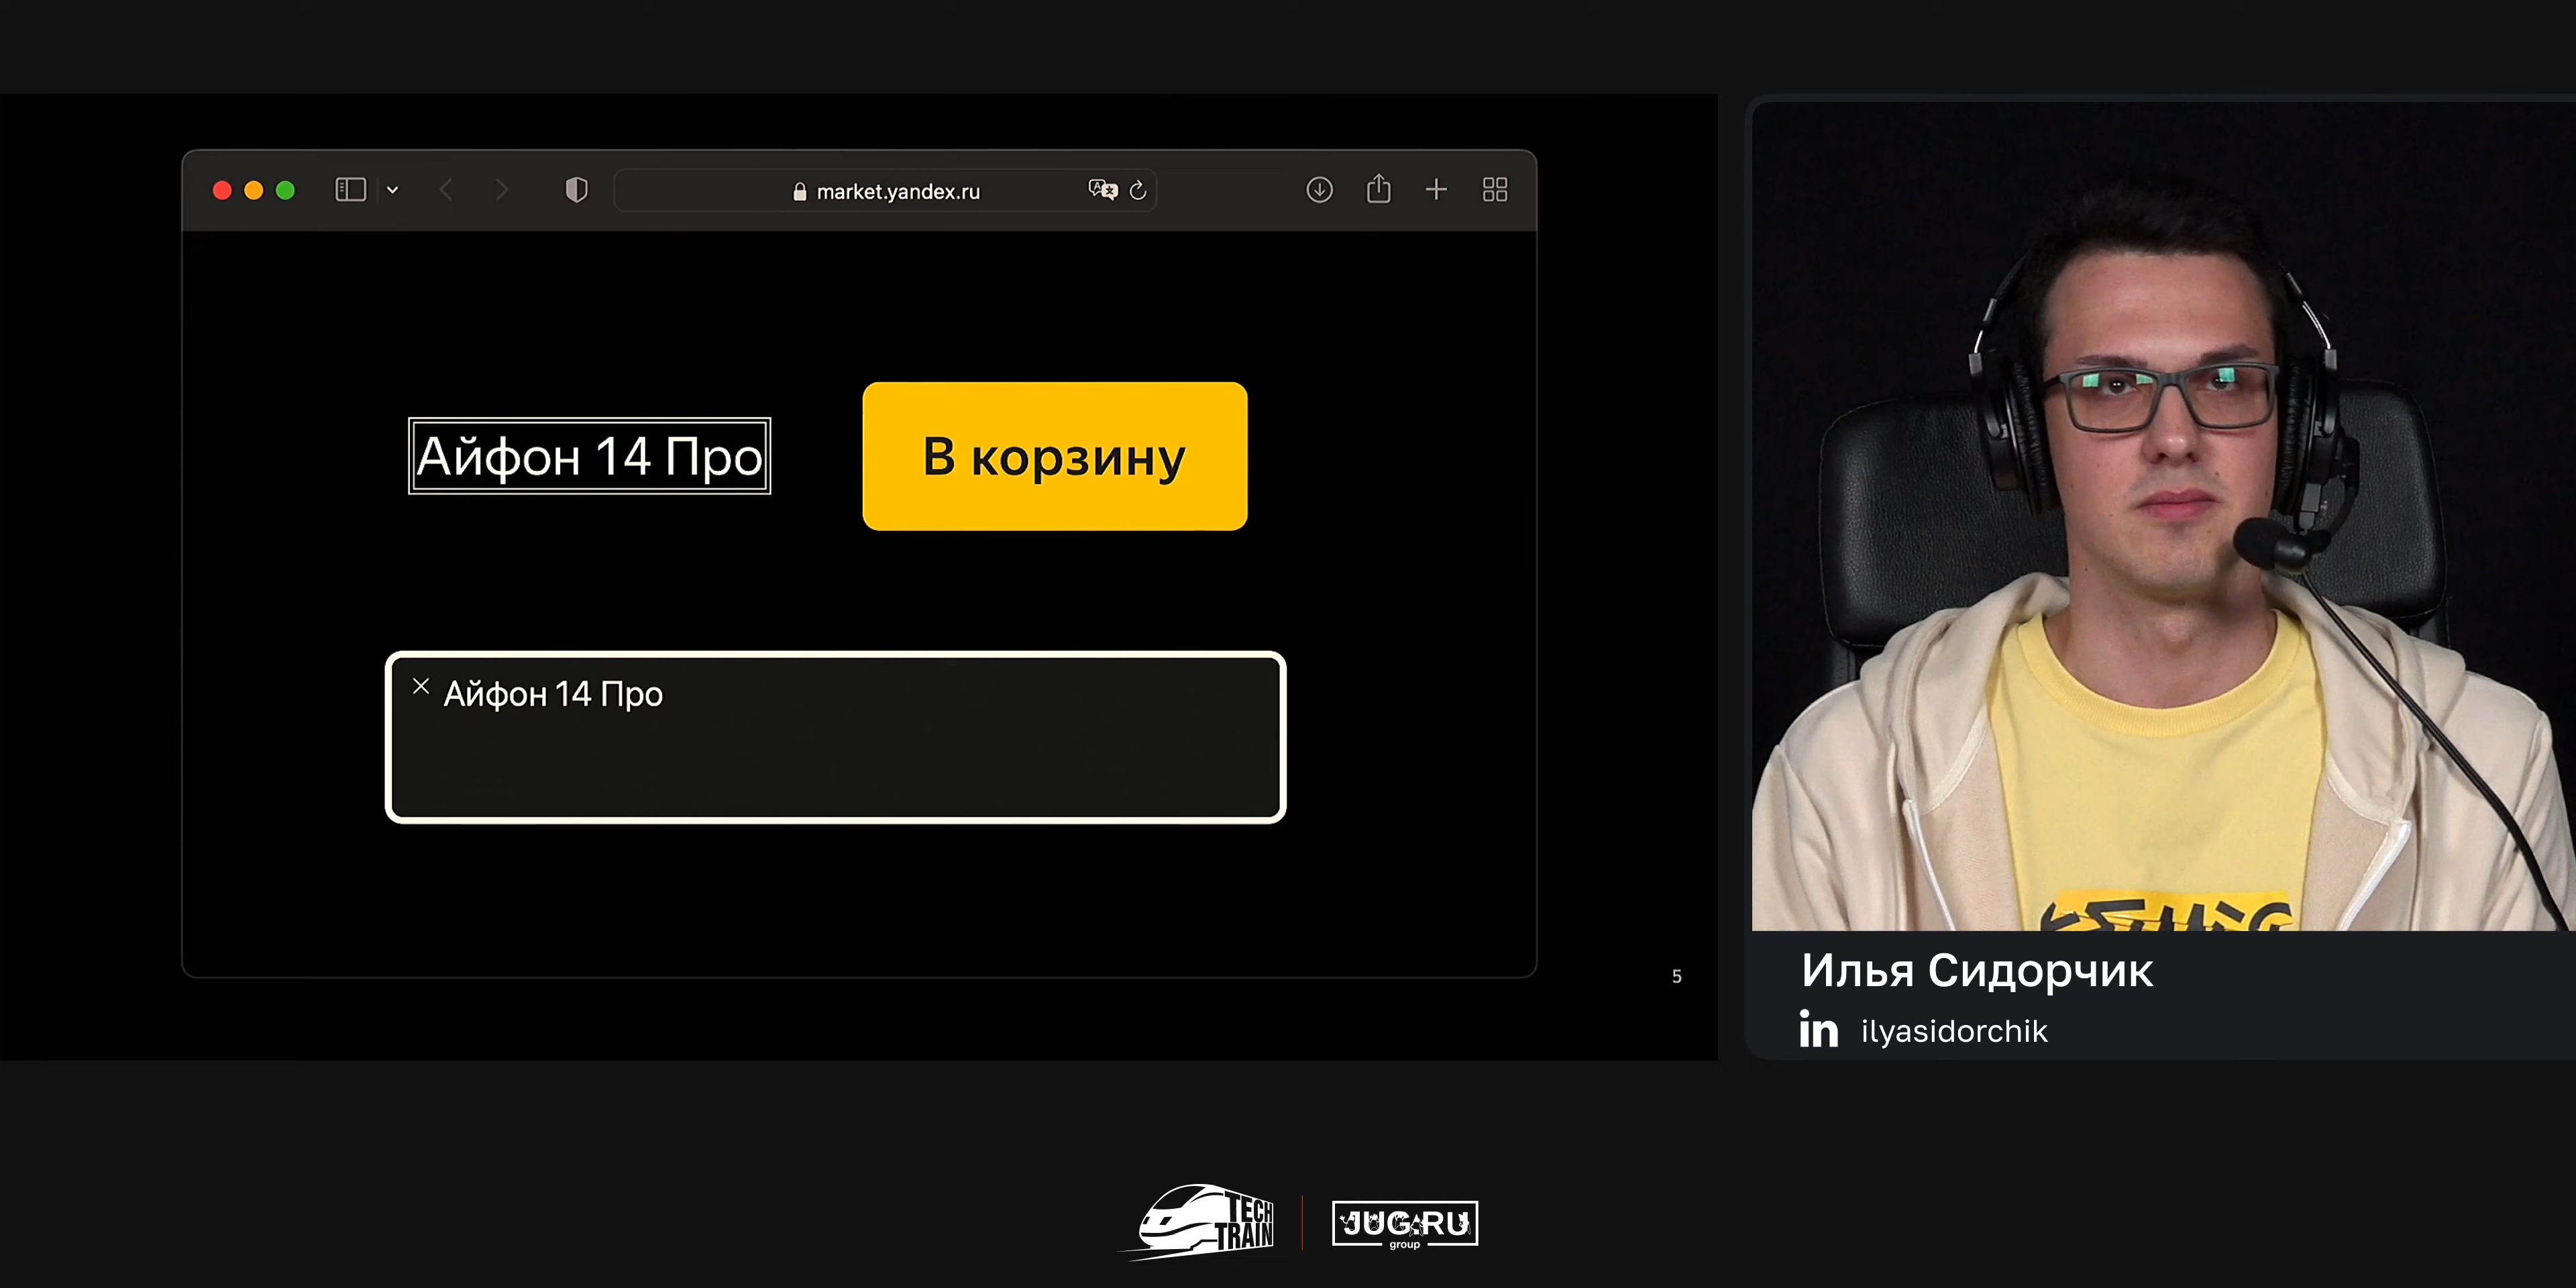 market.yandex.ru
Айфон 14 Про
В корзину
Айфон 14 Про
5
Илья Сидорчик
in ilyasidorchik
TECH
TRAIN
JUG.RU
group